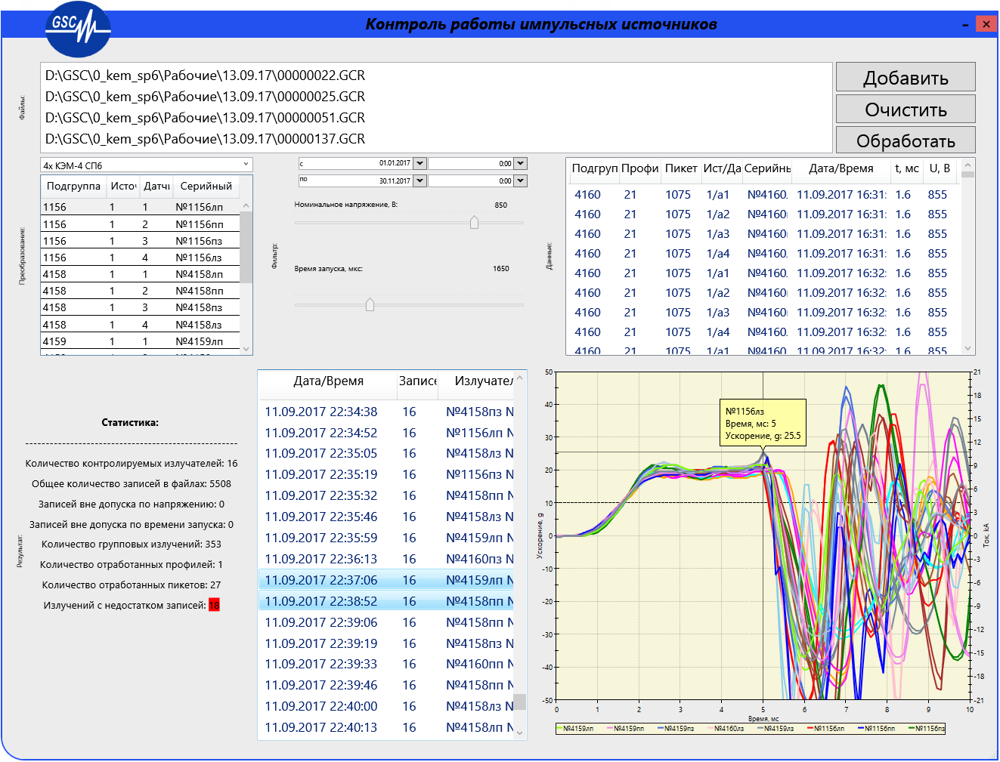 GSC
Контроль работы импульсных источников
Файлы:
D:\GSC\0_kem_sp6\Рабочие\13.09.17\00000022.GCR
D:\GSC\0_kem_sp6\Рабочие\13.09.17\00000025.GCR
D:\GSC\0_kem_sp6\Рабочие\13.09.17\00000051.GCR
D:\GSC\0_kem_sp6\Рабочие\13.09.17\00000137.GCR
Добавить
Очистить
Обработать
Преобразование:
4x КЭМ-4 СП6
Подгруппа Источ Датчи Серийный
1156 1 1 №1156лп
1156 1 2 №1156пп
1156 1 3 №1156пз
1156 1 4 №1156лз
4158 1 1 №4158лп
4158 1 2 №4158пп
4158 1 3 №4158пз
4158 1 4 №4158лз
4159 1 1 №4159лп
Фильтр:
с 01.01.2017 0:00
по 30.11.2017 0:00
Номинальное напряжение, В: 850
Время запуска, мкс: 1650
Данные:
Подгруп Профи Пикет Ист/Да Серийнь Дата/Время t, мс U, В
4160 21 1075 1/a1 №4160 11.09.2017 16:31: 1.6 855
4160 21 1075 1/a2 №4160 11.09.2017 16:31: 1.6 855
4160 21 1075 1/a3 №4160 11.09.2017 16:31: 1.6 855
4160 21 1075 1/a4 №4160 11.09.2017 16:31: 1.6 855
4160 21 1075 1/a1 №4160 11.09.2017 16:32: 1.6 855
4160 21 1075 1/a2 №4160 11.09.2017 16:32: 1.6 855
4160 21 1075 1/a3 №4160 11.09.2017 16:32: 1.6 855
4160 21 1075 1/a4 №4160 11.09.2017 16:32: 1.6 855
4160 21 1075 1/a1 №4160 11.09.2017 16:32: 1.6 855
Результат:
Статистика:
Количество контролируемых излучателей: 16
Общее количество записей в файлах: 5508
Записей вне допуска по напряжению: 0
Записей вне допуска по времени запуска: 0
Количество групповых излучений: 353
Количество отработанных профилей: 1
Количество отработанных пикетов: 27
Излучений с недостатком записей: 18
Дата/Время Записе Излучател
11.09.2017 22:34:38 16 №4158пз N
11.09.2017 22:34:52 16 №1156лп N
11.09.2017 22:35:05 16 №4158лз N
11.09.2017 22:35:19 16 №1156пз N
11.09.2017 22:35:32 16 №4158пп N
11.09.2017 22:35:46 16 №4158лз N
11.09.2017 22:35:59 16 №4159лп N
11.09.2017 22:36:13 16 №4160пз N
11.09.2017 22:37:06 16 №4159лп N
11.09.2017 22:38:52 16 №4158пп N
11.09.2017 22:39:06 16 №4158пп N
11.09.2017 22:39:19 16 №4158пз N
11.09.2017 22:39:33 16 №4160пп N
11.09.2017 22:39:46 16 №4158пп N
11.09.2017 22:40:00 16 №4158лз N
11.09.2017 22:40:13 16 №4158лп N
Ускорение, g
50
40
30
20
10
0
-10
-20
-30
-40
-50
№1156лз
Время, мс: 5
Ускорение, g: 25.5
21
18
15
12
9
6
3
0
-3
-6
-9
-12
-15
-18
-21
Ток, кА
0 1 2 3 4 5 6 7 8 9 10
Время, мс
№4159лп №4159пп №4159пз №4160лз №4159лз №1156лп №1156пп №1156пз